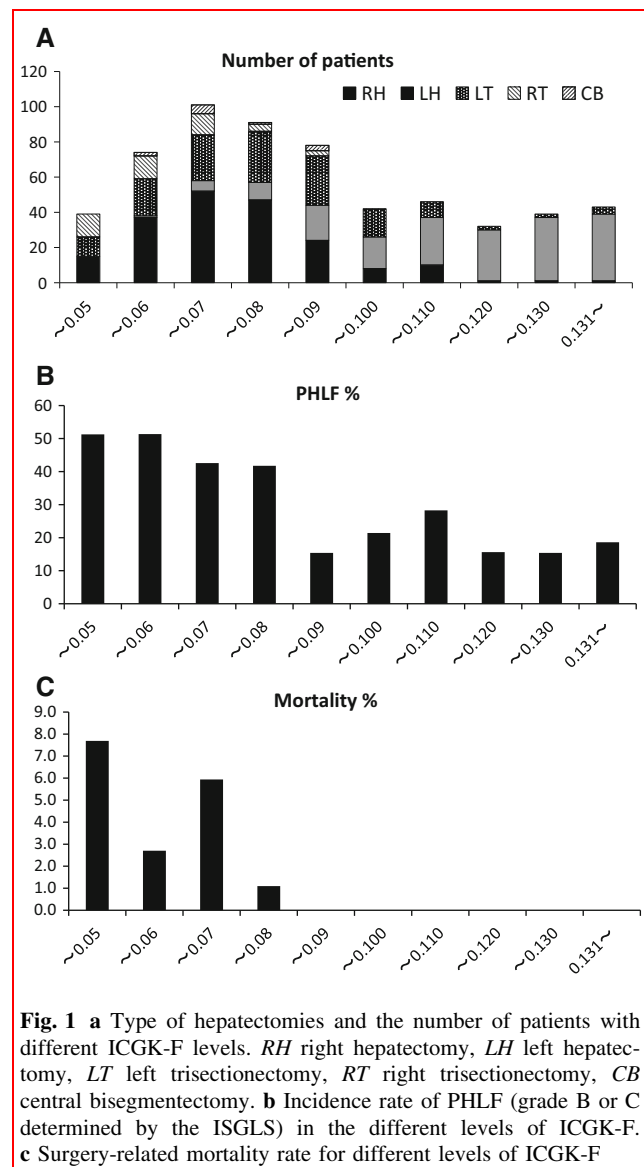 A
Number of patients
RH LH LT RT CB
120
100
80
60
40
20
0
~0.05 ~0.06 ~0.07 ~0.08 ~0.09 ~0.100 ~0.110 ~0.120 ~0.130 0.131~
B
PHLF %
60
50
40
30
20
10
0
~0.05 ~0.06 ~0.07 ~0.08 ~0.09 ~0.100 ~0.110 ~0.120 ~0.130 0.131~
C
Mortality %
9.0
8.0
7.0
6.0
5.0
4.0
3.0
2.0
1.0
0.0
~0.05 ~0.06 ~0.07 ~0.08 ~0.09 ~0.100 ~0.110 ~0.120 ~0.130 0.131~
Fig. 1 a Type of hepatectomies and the number of patients with
different ICGK-F levels. RH right hepatectomy, LH left hepatec-
tomy, LT left trisectionectomy, RT right trisectionectomy, CB
central bisegmentectomy. b Incidence rate of PHLF (grade B or C
determined by the ISGLS) in the different levels of ICGK-F.
c Surgery-related mortality rate for different levels of ICGK-F